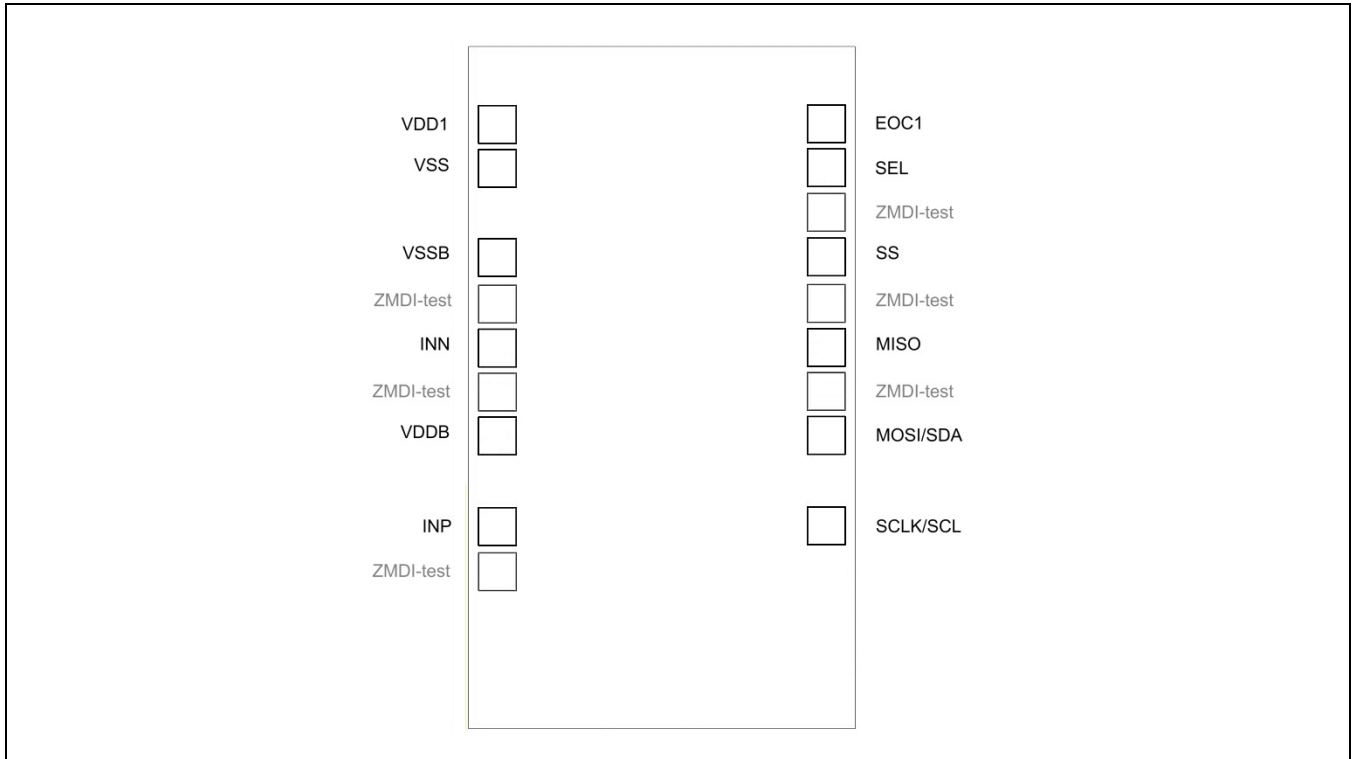 VDD1
VSS
VSSB
ZMDI-test
INN
ZMDI-test
VDDB
INP
ZMDI-test
EOC1
SEL
ZMDI-test
SS
ZMDI-test
MISO
ZMDI-test
MOSI/SDA
SCLK/SCL